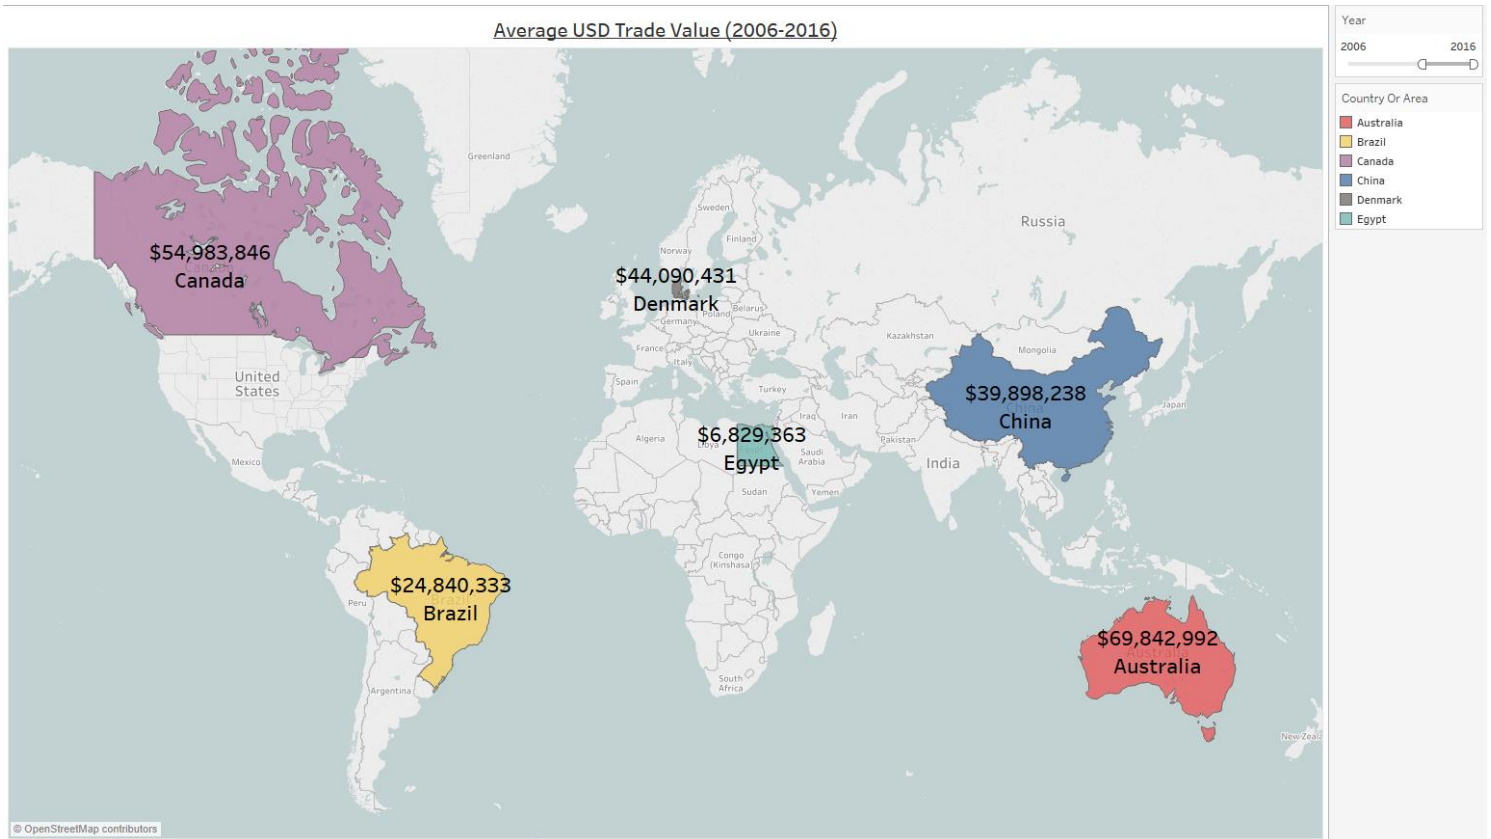 Average USD Trade Value (2006-2016)
Greenland
Sweden
Finland
Norway
Russia
$54,983,846
Canada
Canada
$44,090,431
Denmark
Belarus
Poland
Germany
Ukraine
France
Italy
Spain
Turkey
Kazakhstan
Mongolia
United
States
$39,898,238
China
China
Japan
Iraq
Iran
Pakistan
India
Algeria
Libya
$6,829,363
Egypt
Saudi
Arabia
Mexico
Sudan
Yemen
Congo
(Kinshasa)
$24,840,333
Brazil
Brazil
Peru
Argentina
South
Africa
$69,842,992
Australia
Australia
© OpenStreetMap contributors
Year
2006 2016
Country Or Area
Australia
Brazil
Canada
China
Denmark
Egypt